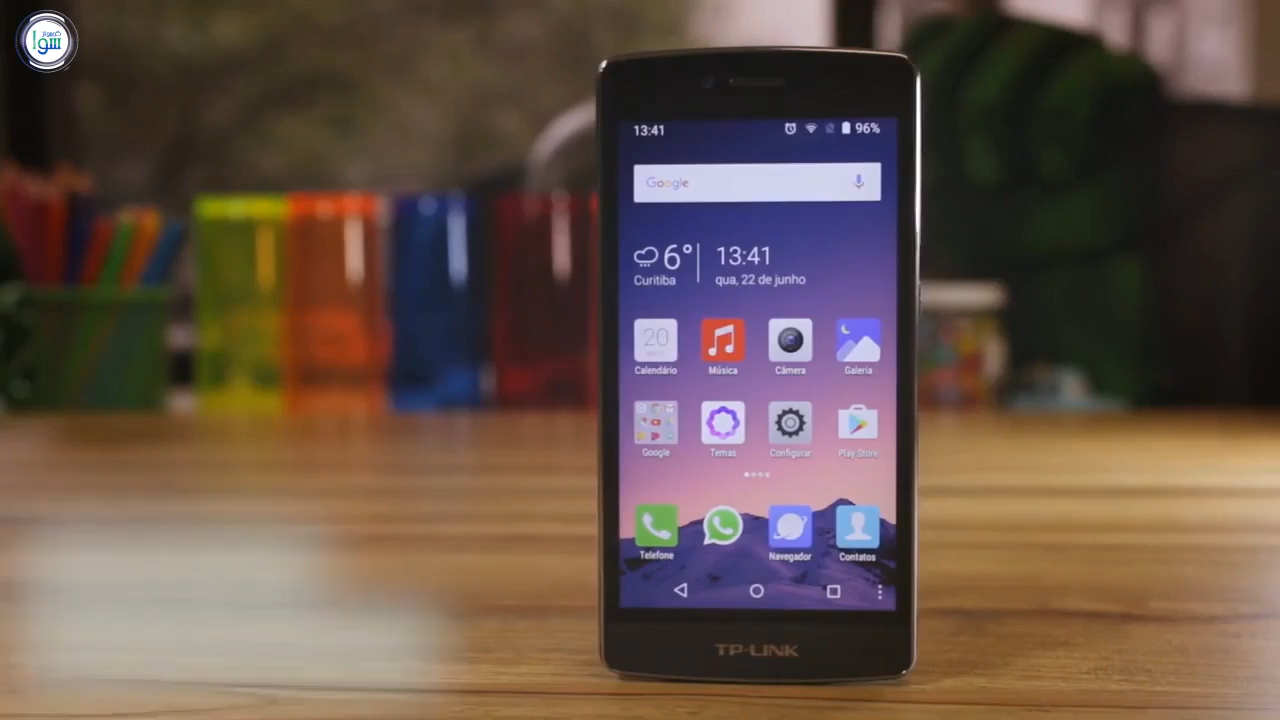 سوا
13:41
96%
Google
6°
13:41
Curitiba
qua, 22 de junho
20
Calendário
Música
Câmera
Galeria
Google
Temas
Configurar
Play Store
Telefone
Navegador
Contatos
TP-LINK